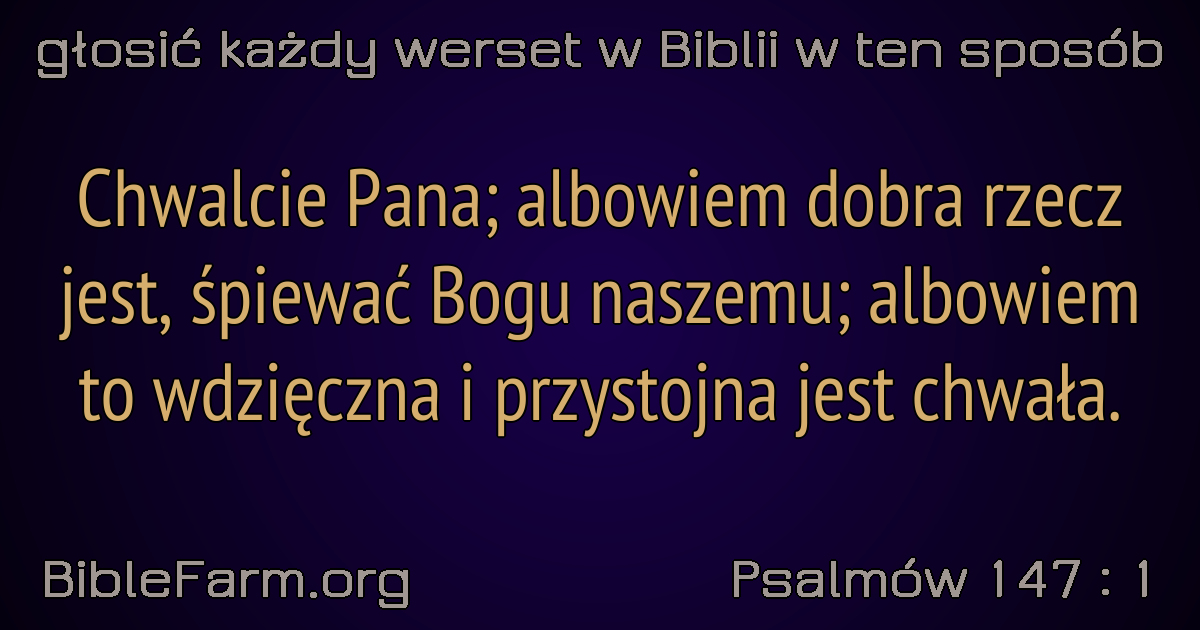 głosić każdy werset w Biblii w ten sposób
Chwalcie Pana; albowiem dobra rzecz
jest, śpiewać Bogu naszemu; albowiem
to wdzięczna i przystojna jest chwała.
BibleFarm.org
Psalmów 147 : 1